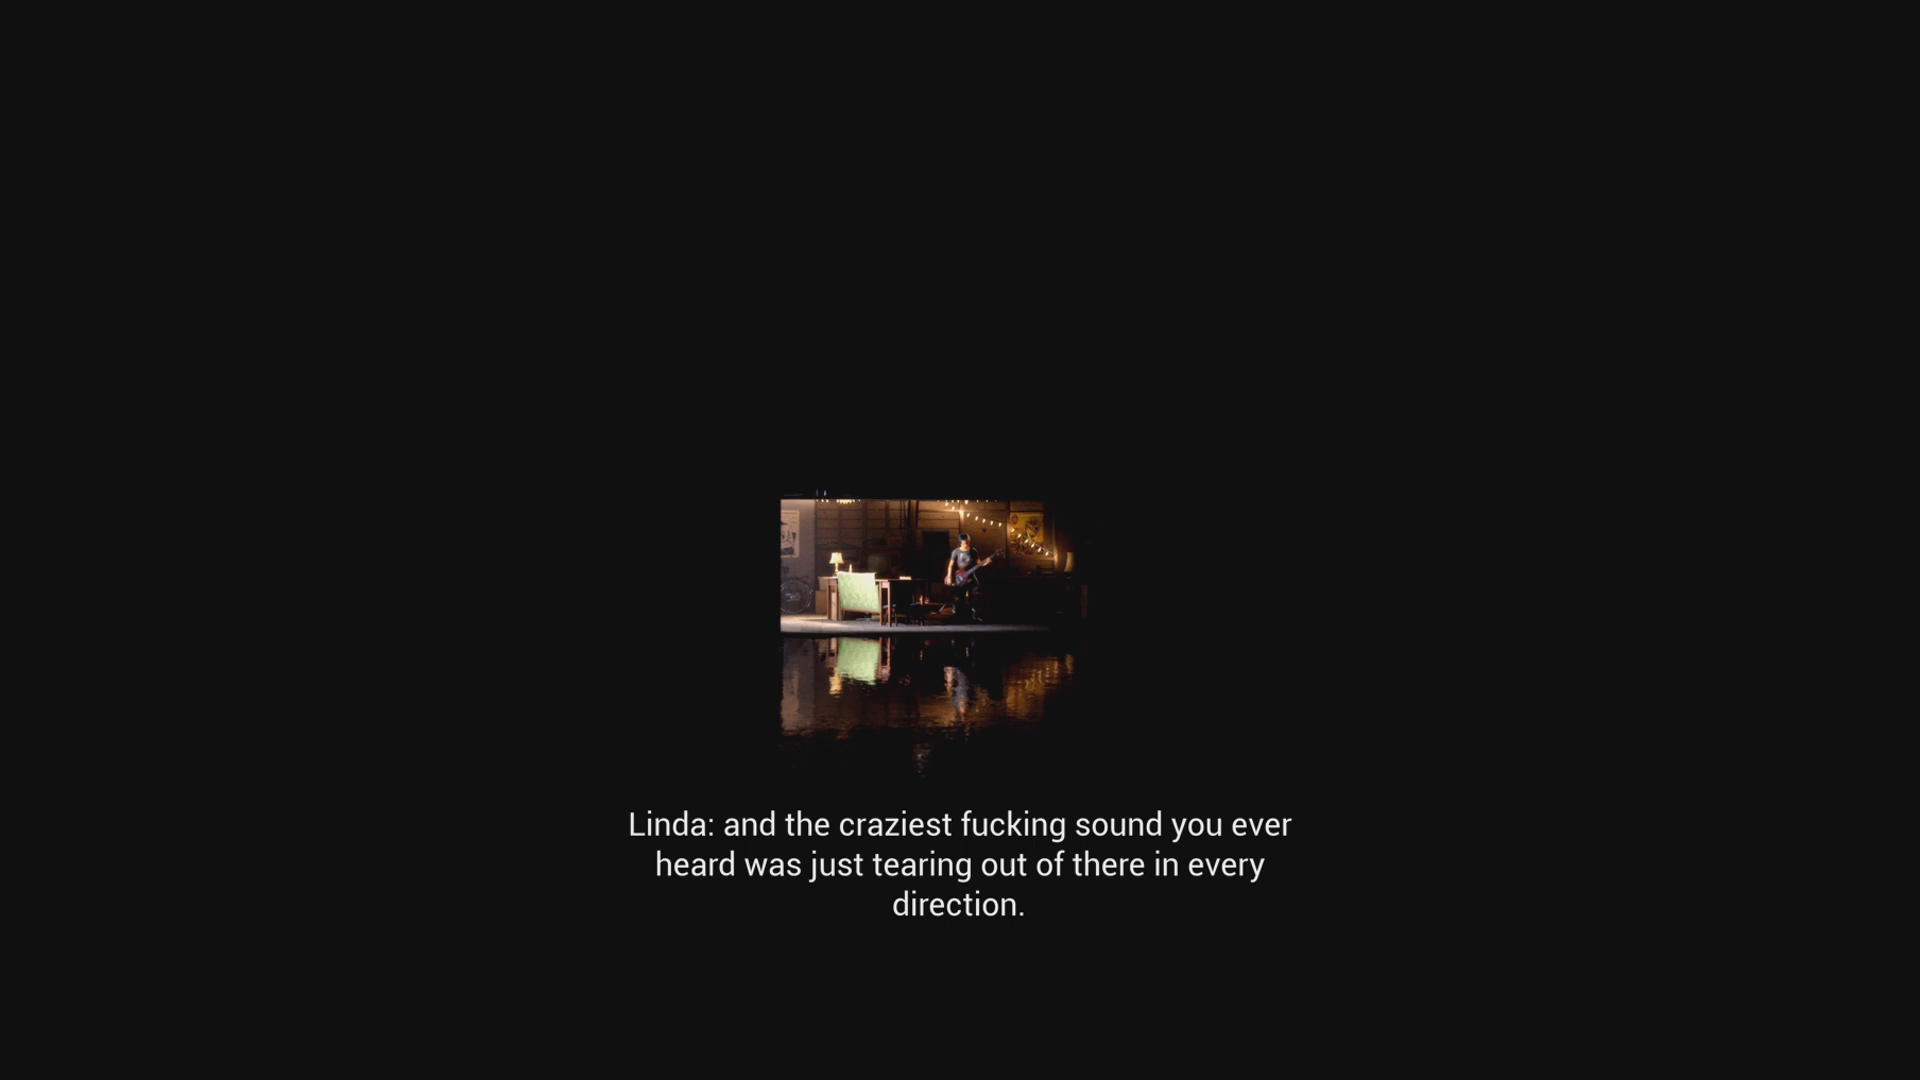 Linda: and the craziest fucking sound you ever
heard was just tearing out of there in every
direction.